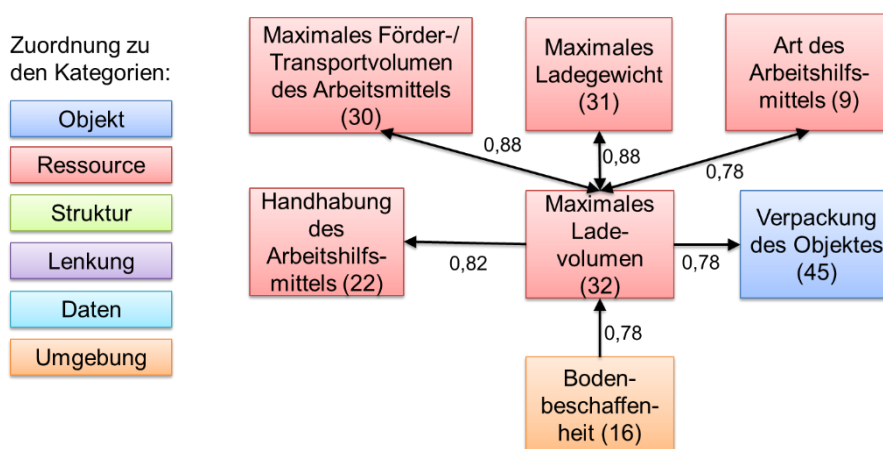 Zuordnung zu
den Kategorien:
Objekt
Ressource
Struktur
Lenkung
Daten
Umgebung
Maximales Förder-/
Transportvolumen
des Arbeitsmittels
(30)
Maximales
Ladegewicht
(31)
Art des
Arbeitshilfs-
mittels (9)
0,88
0,88
0,78
Handhabung
des
Arbeitshilfs-
mittels (22)
0,82
Maximales
Lade-
volumen
(32)
0,78
Verpackung
des Objektes
(45)
0,78
Boden-
beschaffen-
heit (16)